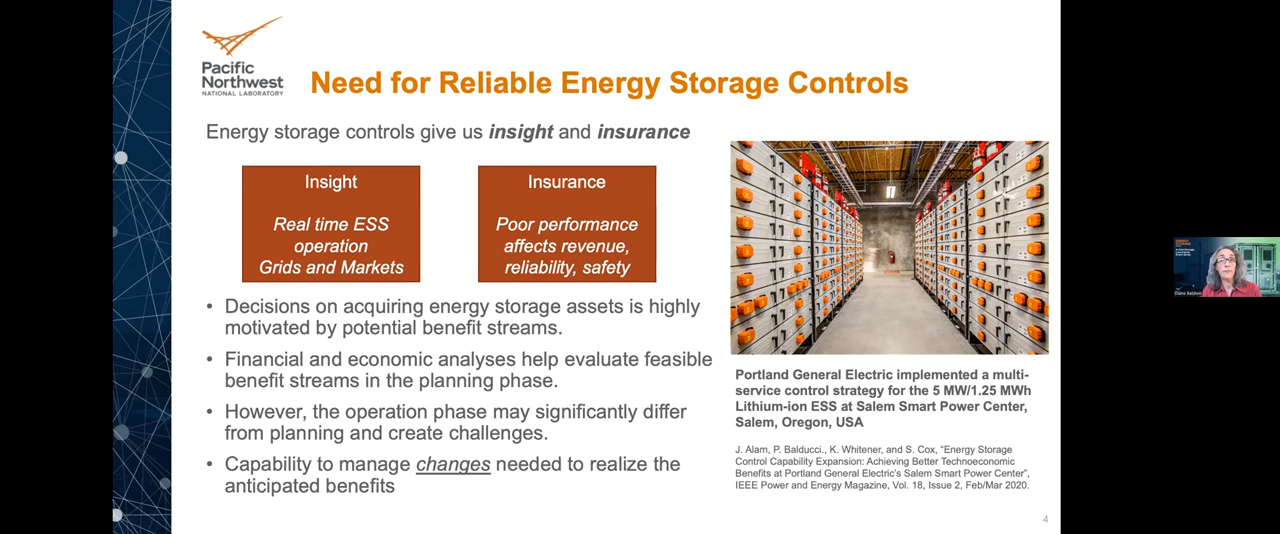 Pacific
Northwest
NATIONAL LABORATORY
Need for Reliable Energy Storage Controls
Energy storage controls give us insight and insurance
Insight
Real time ESS
operation
Grids and Markets
Insurance
Poor performance
affects revenue,
reliability, safety
• Decisions on acquiring energy storage assets is highly
motivated by potential benefit streams.
• Financial and economic analyses help evaluate feasible
benefit streams in the planning phase.
• However, the operation phase may significantly differ
from planning and create challenges.
• Capability to manage changes needed to realize the
anticipated benefits
Portland General Electric implemented a multi-
service control strategy for the 5 MW/1.25 MWh
Lithium-ion ESS at Salem Smart Power Center,
Salem, Oregon, USA
J. Alam, P. Balducci, K. Whitener, and S. Cox, “Energy Storage
Control Capability Expansion: Achieving Better Technoeconomic
Benefits at Portland General Electric's Salem Smart Power Center”,
IEEE Power and Energy Magazine, Vol. 18, Issue 2, Feb/Mar 2020.
4
Diane Baldwin